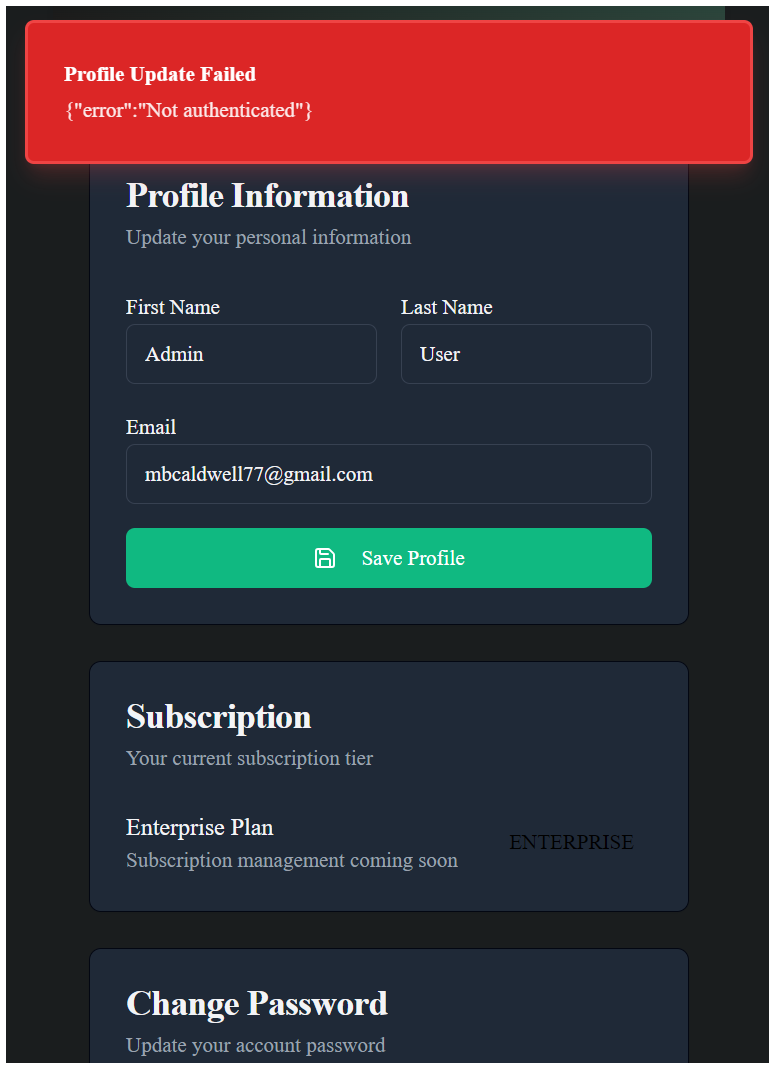 Profile Update Failed
{"error":"Not authenticated"}
Profile Information
Update your personal information
First Name
Last Name
Admin
User
Email
mbcaldwell77@gmail.com
Save Profile
Subscription
Your current subscription tier
Enterprise Plan
ENTERPRISE
Subscription management coming soon
Change Password
Update your account password